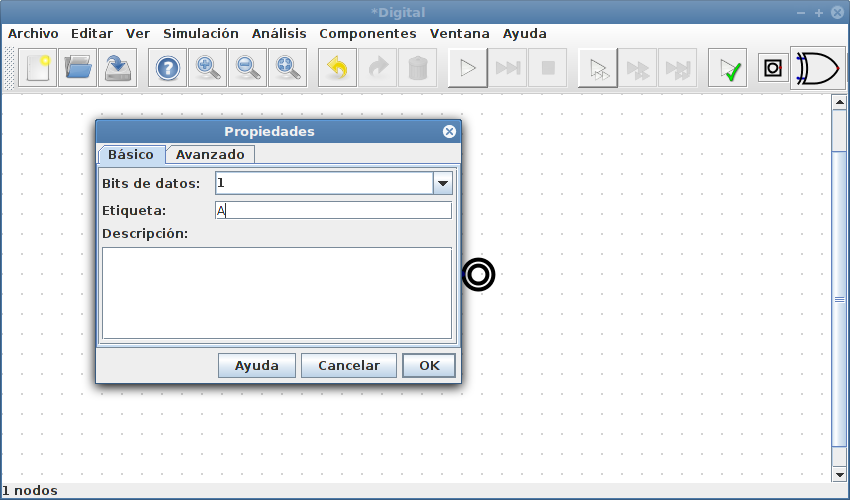 *Digital
Archivo Editar Ver Simulación Análisis Componentes Ventana Ayuda
Propiedades
Básico Avanzado
Bits de datos: 1
Etiqueta: A
Descripción:
Ayuda Cancelar OK
1 nodos